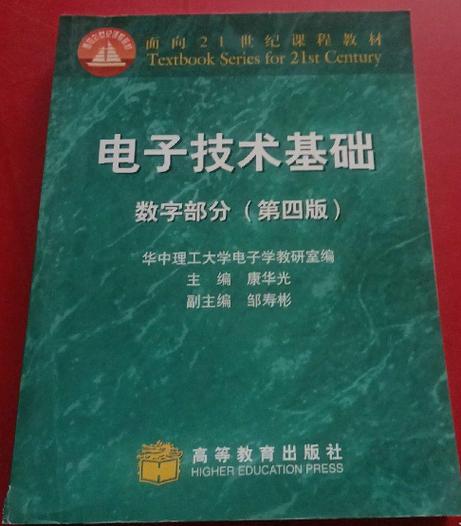 面向21世纪课程教材
Textbook Series for 21st Century
电子技术基础
数字部分（第四版）
华中理工大学电子学教研室编
主 编 康华光
副主编 邹寿彬
高等教育出版社
HIGHER EDUCATION PRESS